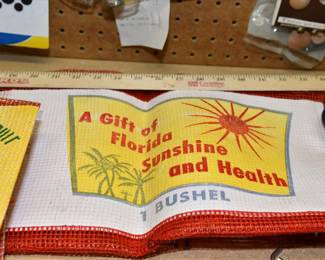 A Gift of
Florida
Sunshine
and Health
1 BUSHEL